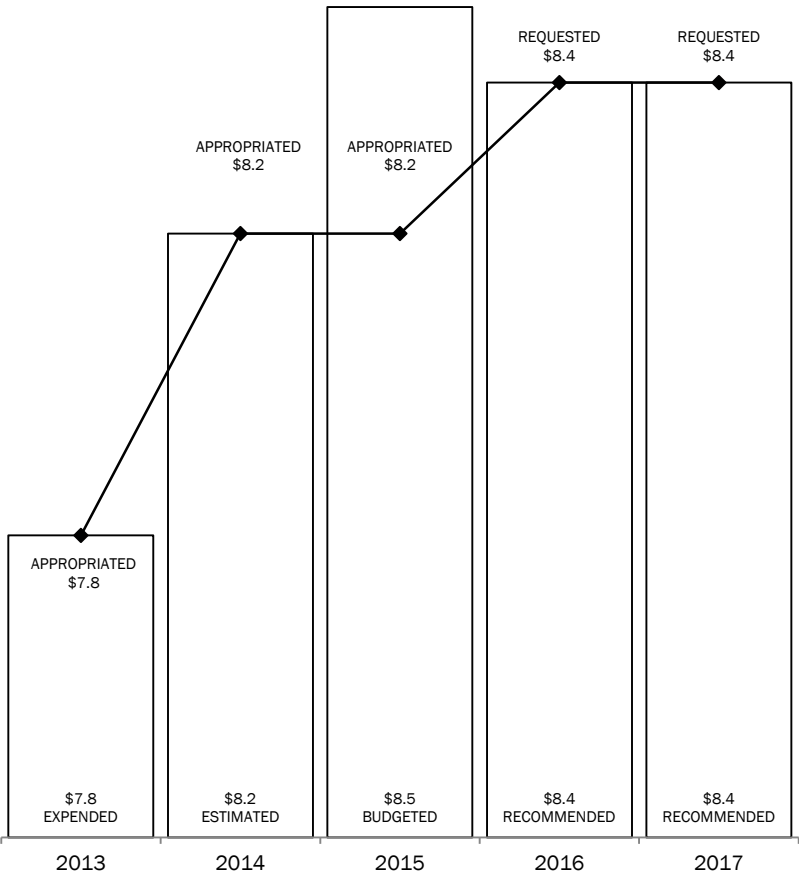 REQUESTED
$8.4
REQUESTED
$8.4
APPROPRIATED
$8.2
APPROPRIATED
$8.2
APPROPRIATED
$7.8
$7.8
EXPENDED
$8.2
ESTIMATED
$8.5
BUDGETED
$8.4
RECOMMENDED
$8.4
RECOMMENDED
2013
2014
2015
2016
2017